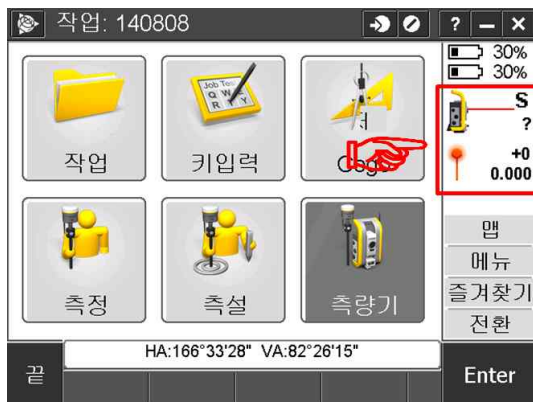 작업: 140808
? – ×
30%
30%
S
?
+0
0.000
Job
Q W
R Y Y
작업
키입력
Cogo
측정
측설
측량기
맵
메뉴
즐겨찾기
전환
HA:166°33'28" VA:82°26'15"
끝
Enter